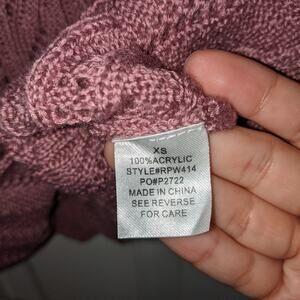 XS
100%ACRYLIC
STYLE#RPW414
PO#P2722
MADE IN CHINA
SEE REVERSE
FOR CARE